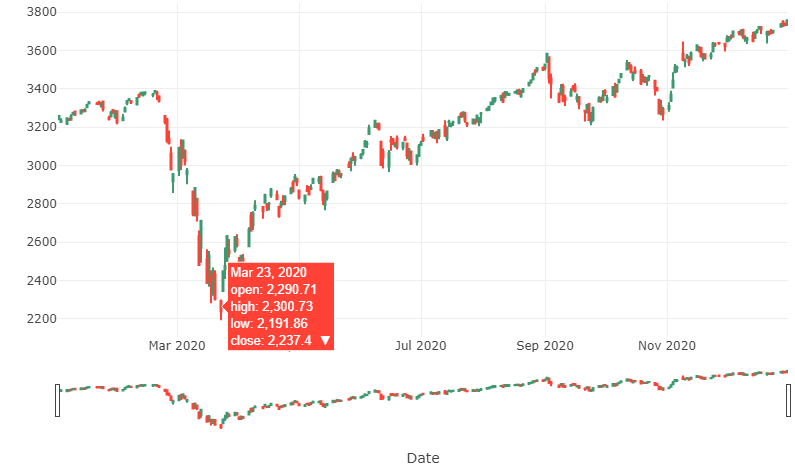 3800
3600
3400
3200
3000
2800
2600
2400
2200
Mar 23, 2020
open: 2,290.71
high: 2,300.73
low: 2,191.86
close: 2,237.4 ▼
Mar 2020
Jul 2020
Sep 2020
Nov 2020
Date